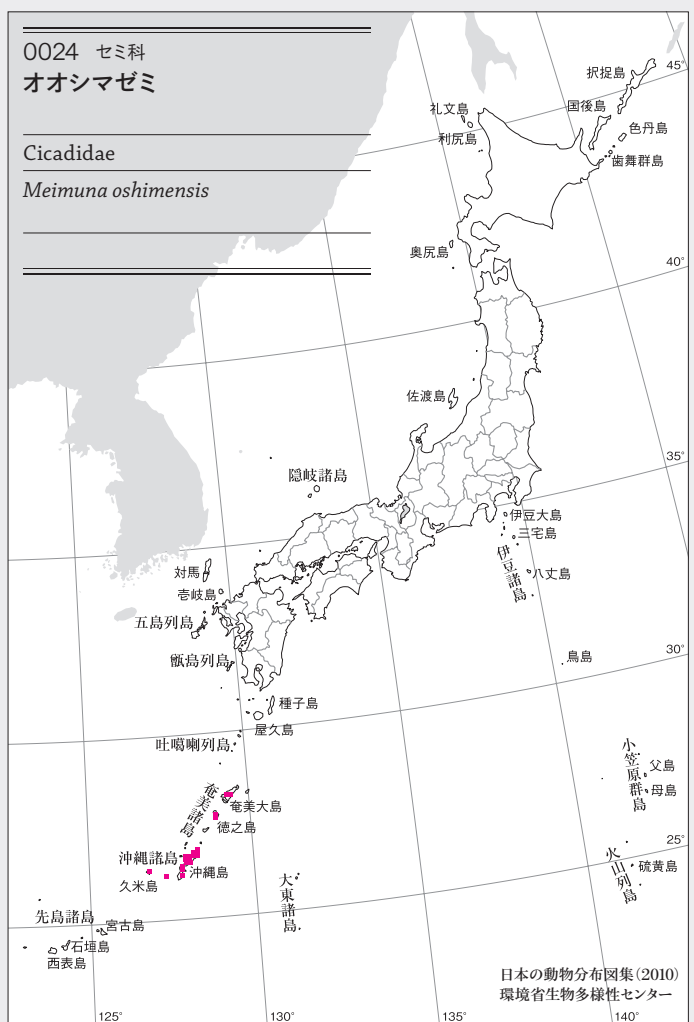 0024 セミ科
オオシマゼミ
Cicadidae
Meimuna oshimensis
択捉島
45°
礼文島
国後島
色丹島
利尻島
歯舞群島
奥尻島
40°
佐渡島
35°
隠岐諸島
伊豆大島
三宅島
伊豆諸島
八丈島
対馬
壱岐島
五島列島
甑島列島
鳥島
30°
種子島
屋久島
吐噶喇列島
小笠原群島
父島
母島
奄美諸島
奄美大島
徳之島
25°
沖縄諸島
沖縄島
久米島
火山列島
硫黄島
大東諸島
先島諸島
宮古島
石垣島
西表島
日本の動物分布図集(2010)
環境省生物多様性センター
125°
130°
135°
140°